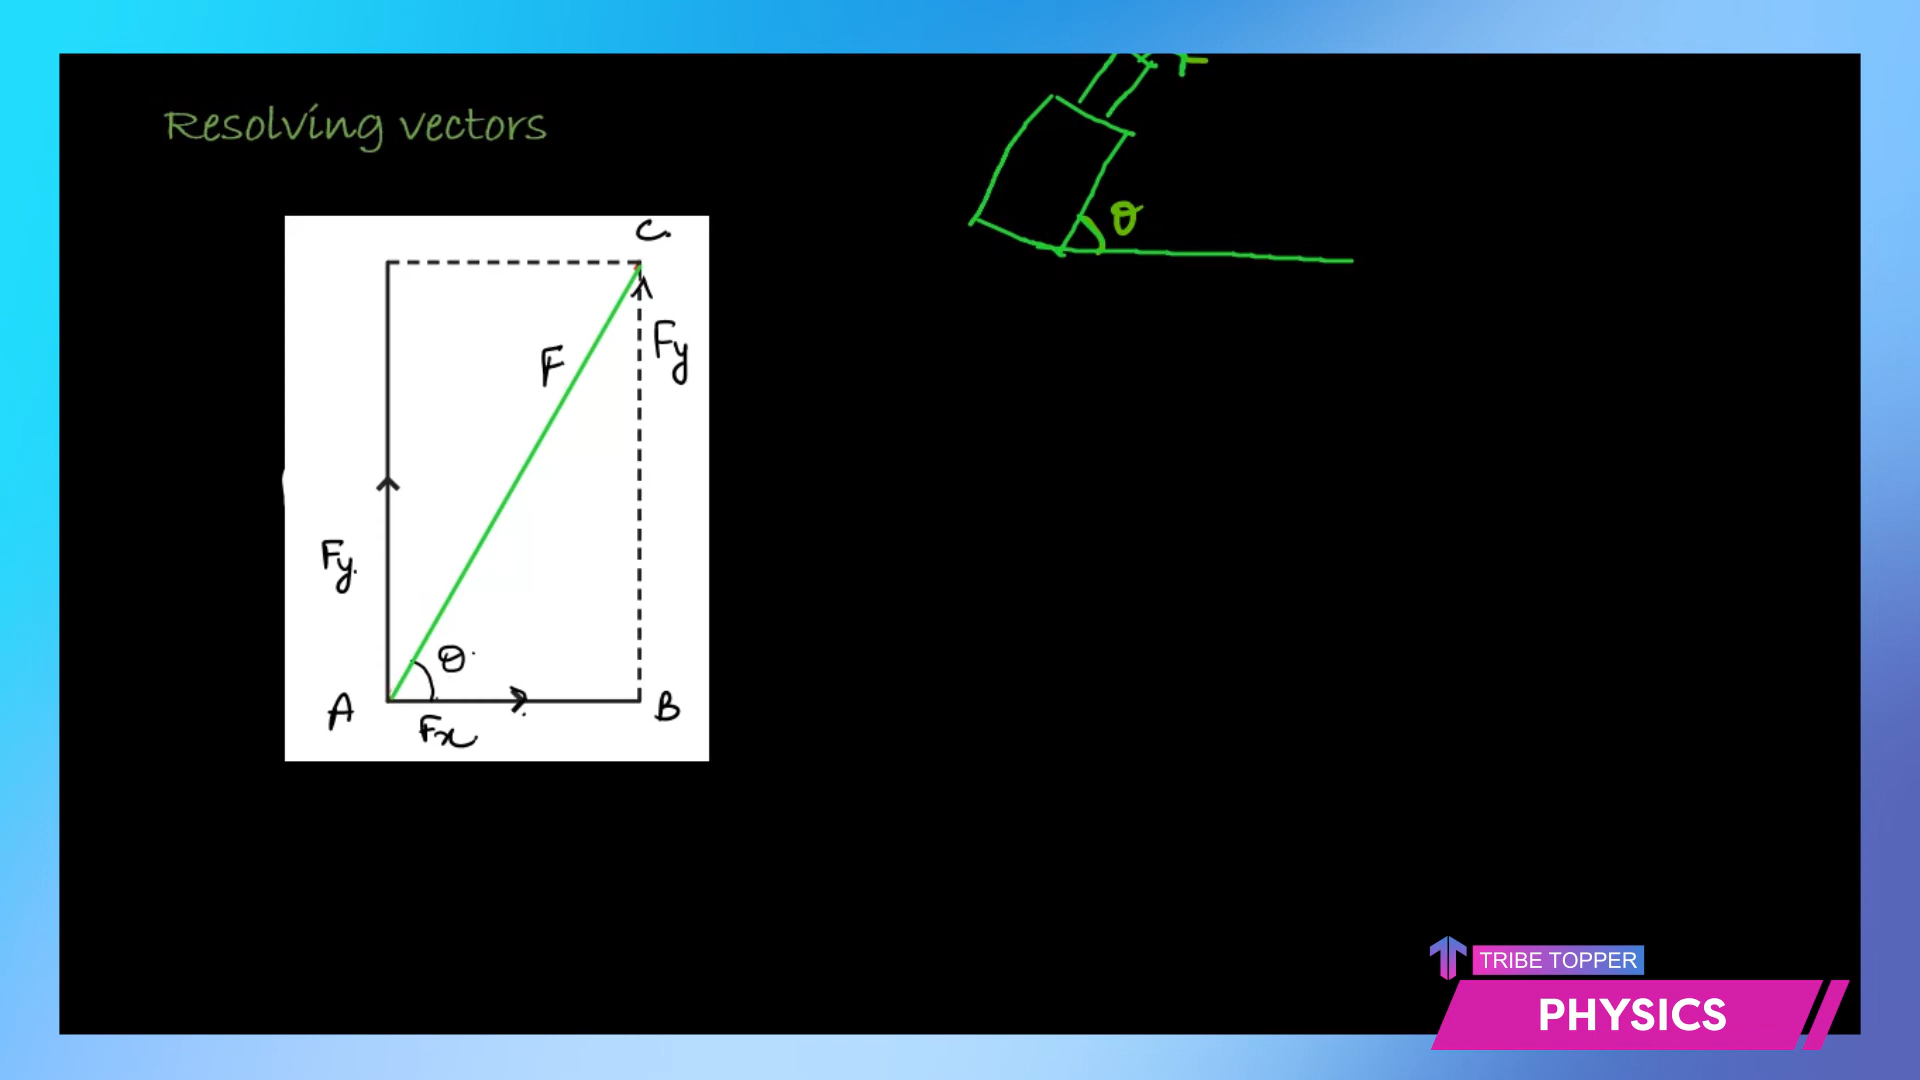 Resolving vectors
θ
C.
Fy
F
Fy.
θ
A
B
Fx
TRIBE TOPPER
PHYSICS